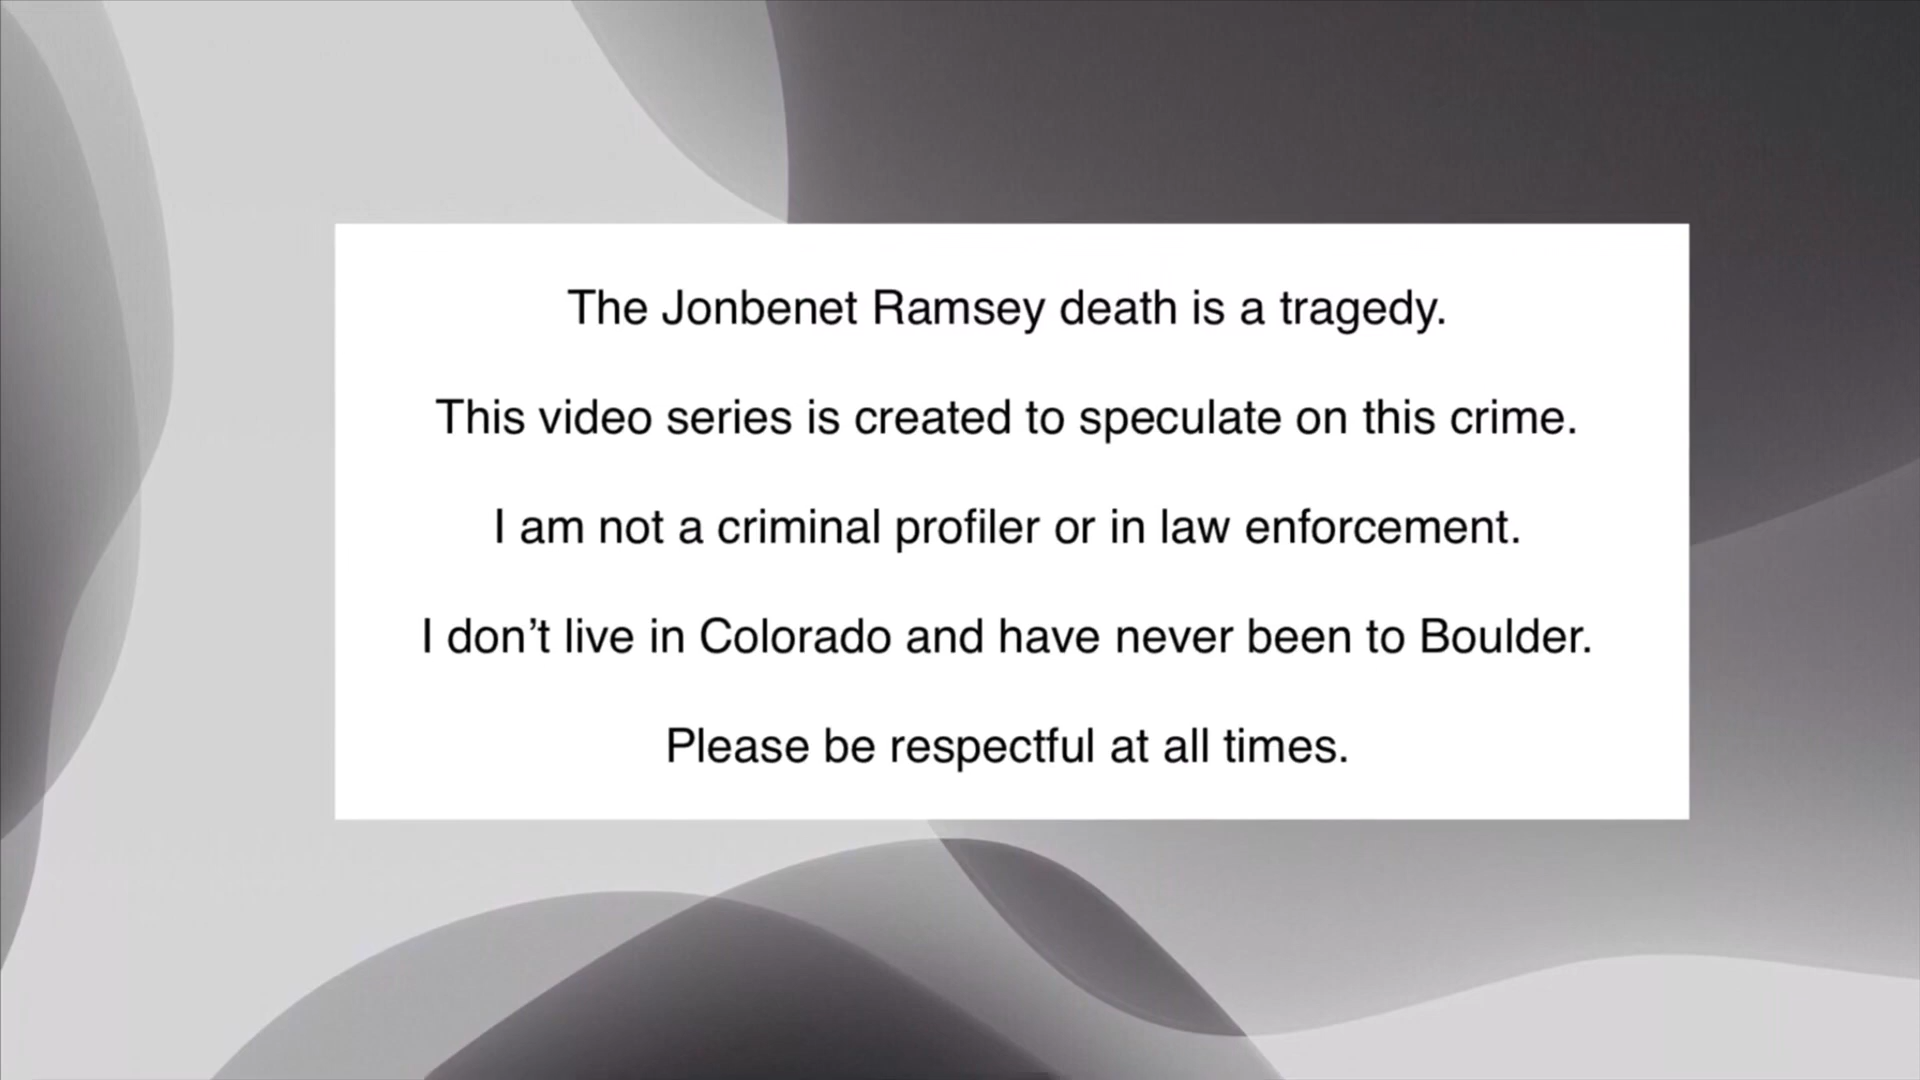 The Jonbenet Ramsey death is a tragedy.
This video series is created to speculate on this crime.
I am not a criminal profiler or in law enforcement.
I don’t live in Colorado and have never been to Boulder.
Please be respectful at all times.